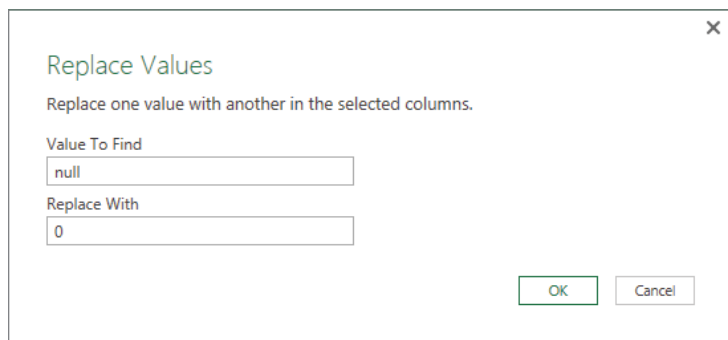 Replace Values
Replace one value with another in the selected columns.
Value To Find
null
Replace With
0
OK Cancel